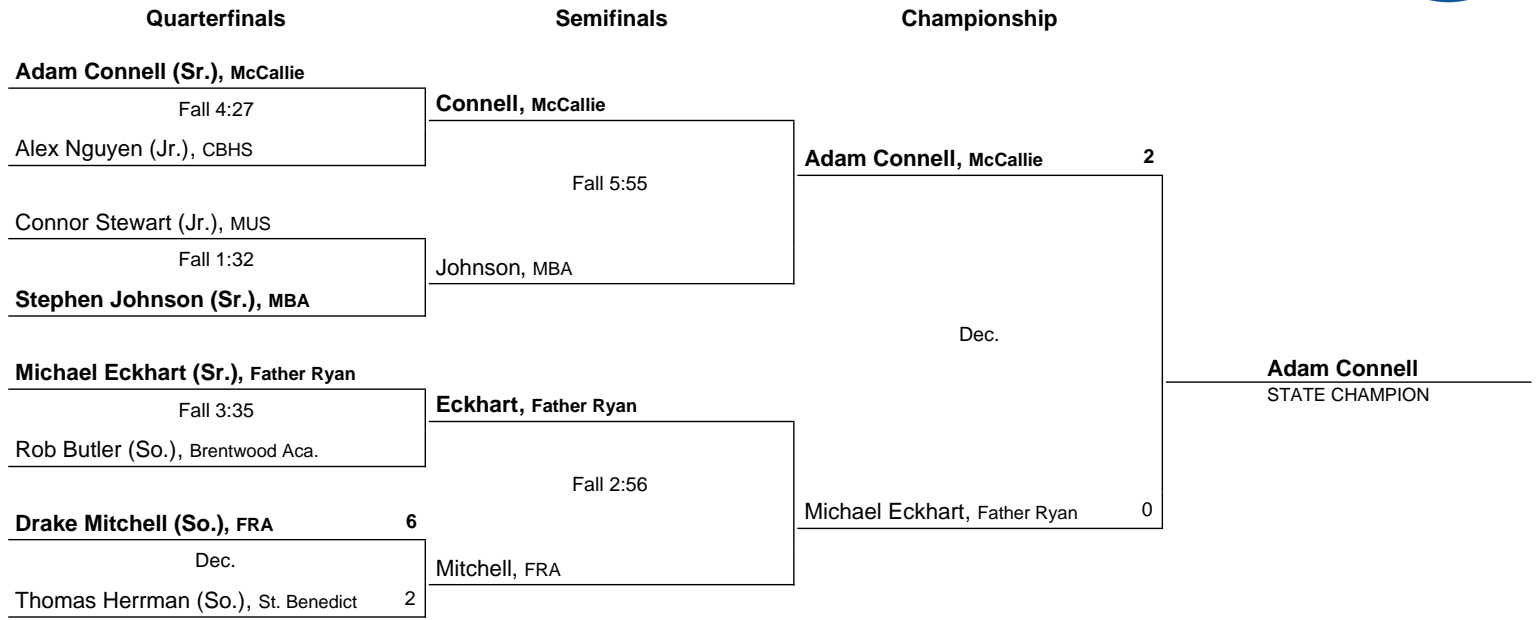 Quarterfinals
Semifinals
Championship
Adam Connell (Sr.), McCallie
Fall 4:27
Alex Nguyen (Jr.), CBHS
Connor Stewart (Jr.), MUS
Fall 1:32
Stephen Johnson (Sr.), MBA
Michael Eckhart (Sr.), Father Ryan
Fall 3:35
Rob Butler (So.), Brentwood Aca.
Drake Mitchell (So.), FRA 6
Dec.
Thomas Herrman (So.), St. Benedict 2
Connell, McCallie
Fall 5:55
Johnson, MBA
Eckhart, Father Ryan
Fall 2:56
Mitchell, FRA
Adam Connell, McCallie 2
Dec.
Michael Eckhart, Father Ryan 0
Adam Connell
STATE CHAMPION